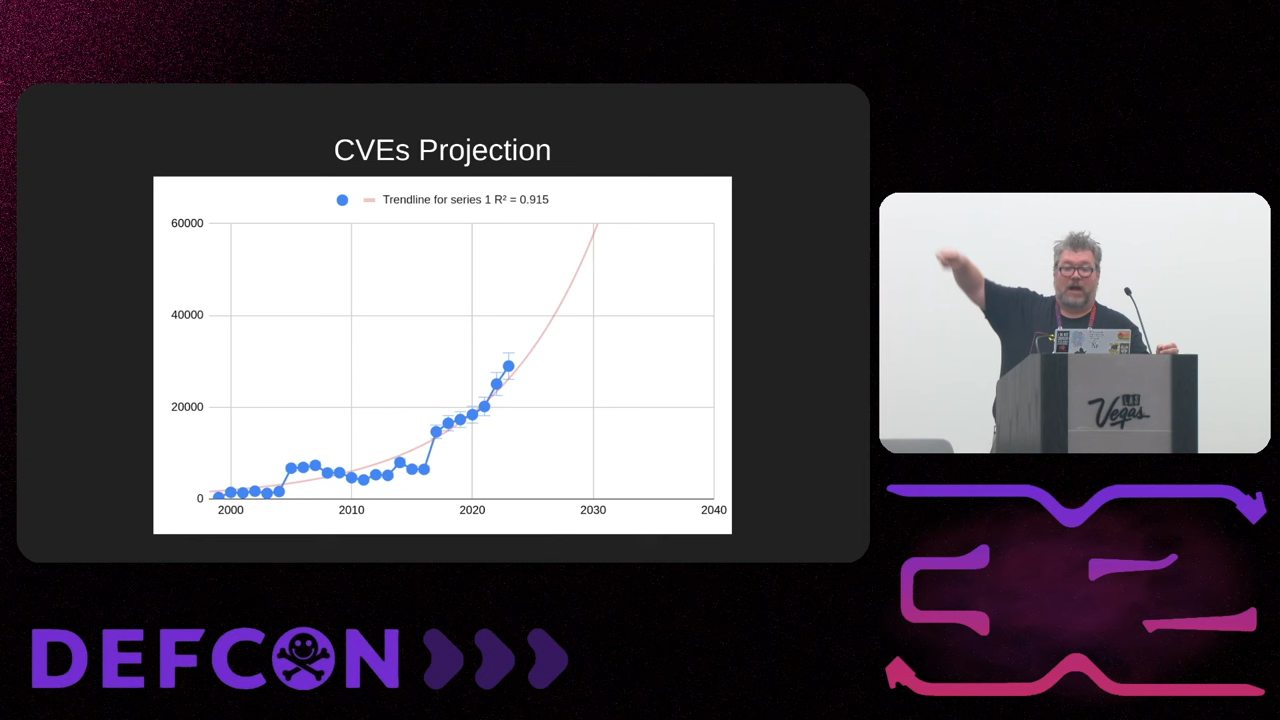 CVEs Projection
Trendline for series 1 R² = 0.915
60000
40000
20000
0
2000
2010
2020
2030
2040
LAS
Vegas
DEFCON